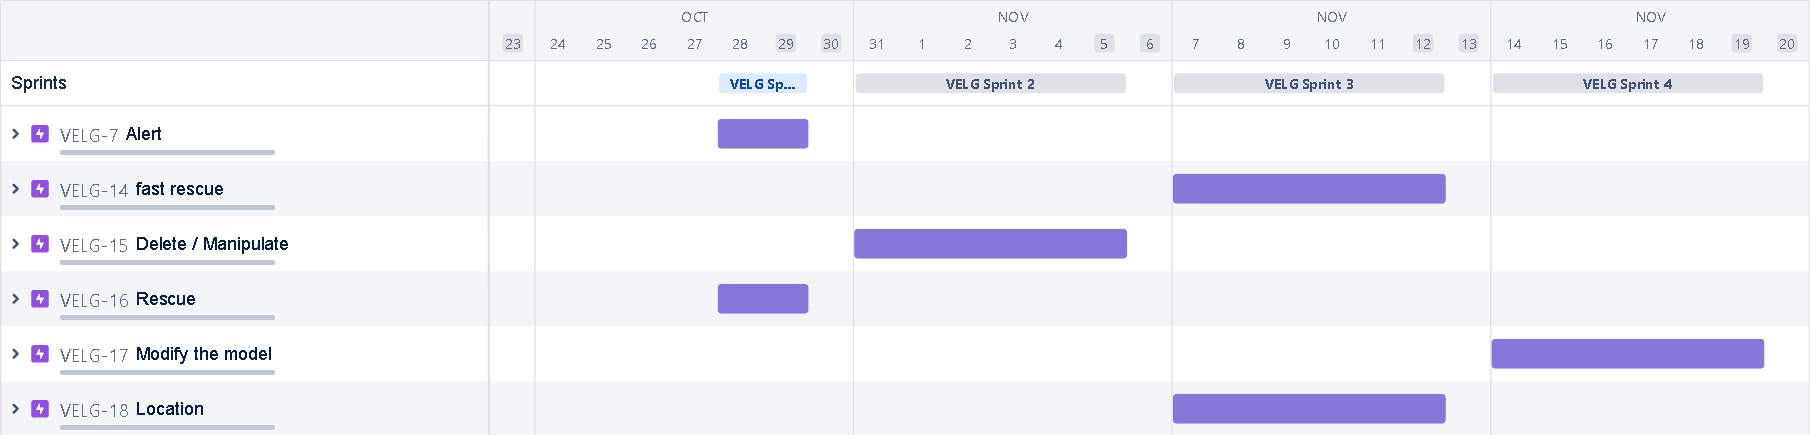 OCT NOV NOV NOV
23 24 25 26 27 28 29 30 31 1 2 3 4 5 6 7 8 9 10 11 12 13 14 15 16 17 18 19 20
Sprints VELG Sp... VELG Sprint 2 VELG Sprint 3 VELG Sprint 4
VELG-7 Alert
VELG-14 fast rescue
VELG-15 Delete / Manipulate
VELG-16 Rescue
VELG-17 Modify the model
VELG-18 Location